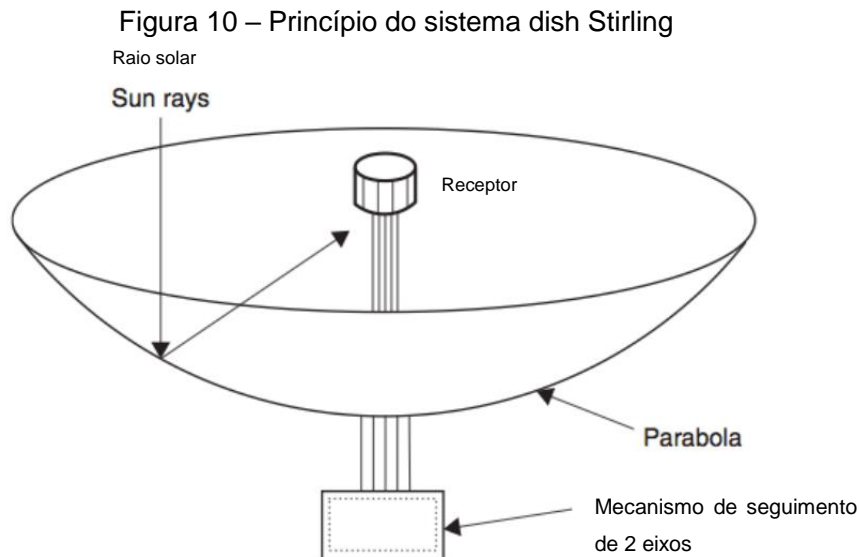 Figura 10 – Princípio do sistema dish Stirling
Raio solar
Sun rays
Receptor
Parabola
Mecanismo de seguimento
de 2 eixos